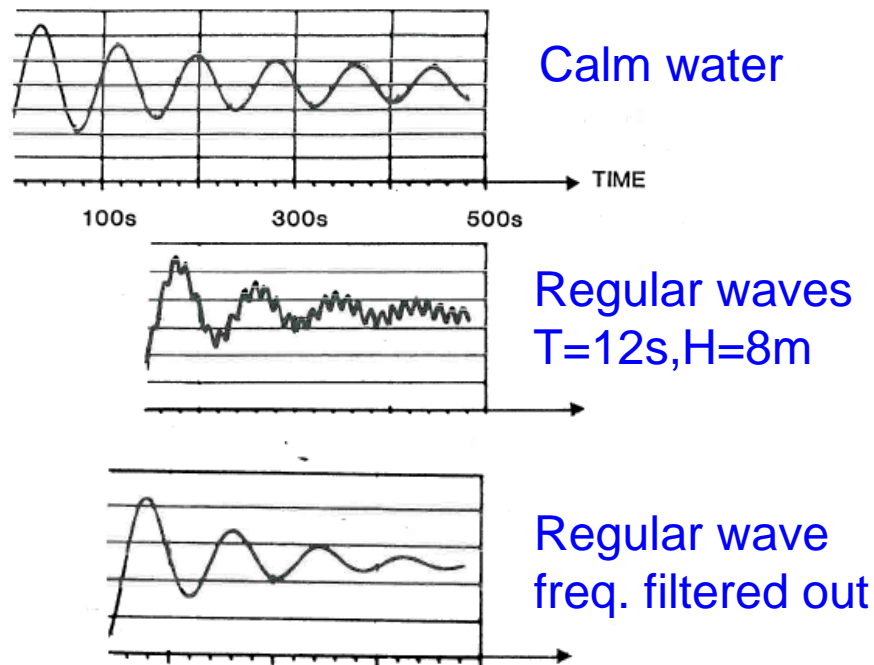 Calm water
TIME
100s 300s 500s
Regular waves
T=12s,H=8m
Regular wave
freq. filtered out